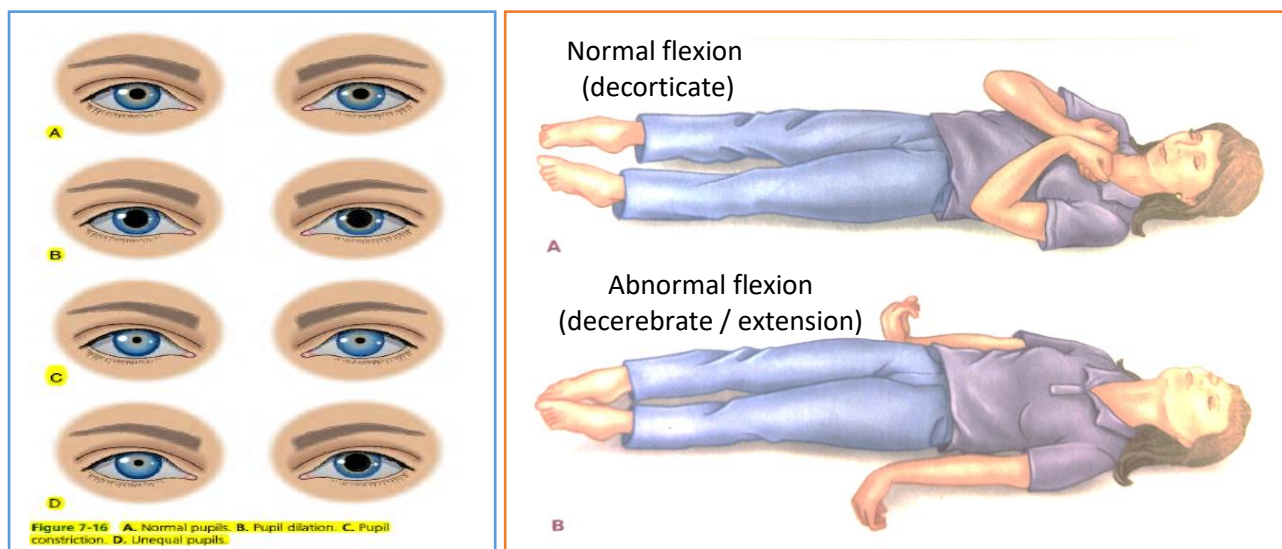 A
B
C
D
Figure 7-16 A. Normal pupils. B. Pupil dilation. C. Pupil
constriction. D. Unequal pupils.
Normal flexion
(decorticate)
A
Abnormal flexion
(decerebrate / extension)
B